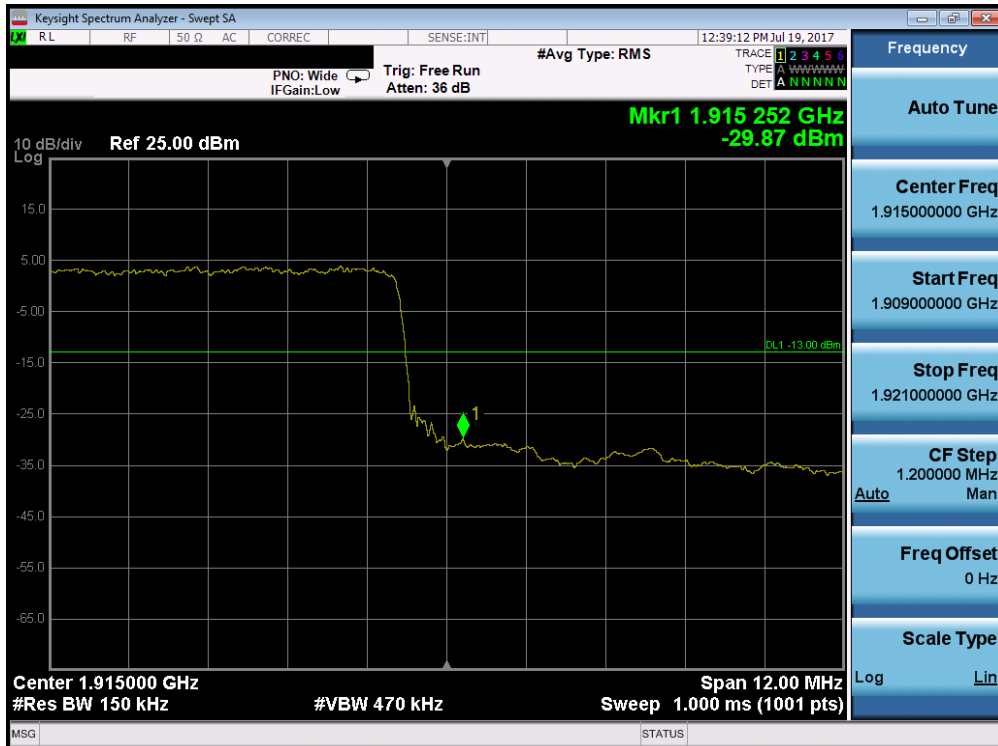 Keysight Spectrum Analyzer - Swept SA
LXI RL RF 50 Ω AC CORREC SENSE:INT 12:39:12 PM Jul 19, 2017
#Avg Type: RMS TRACE 1 2 3 4 5 6
PNO: Wide Trig: Free Run TYPE A WWWWW
IFGain:Low Atten: 36 dB DET A N N N N N
Mkr1 1.915 252 GHz
10 dB/div Ref 25.00 dBm -29.87 dBm
Log
15.0
5.00
-5.00
DL1 -13.00 dBm
-15.0
1
-25.0
-35.0
-45.0
-55.0
-65.0
Center 1.915000 GHz Span 12.00 MHz
#Res BW 150 kHz #VBW 470 kHz Sweep 1.000 ms (1001 pts)
MSG STATUS
Frequency
Auto Tune
Center Freq
1.915000000 GHz
Start Freq
1.909000000 GHz
Stop Freq
1.921000000 GHz
CF Step
1.200000 MHz
Auto Man
Freq Offset
0 Hz
Scale Type
Log Lin